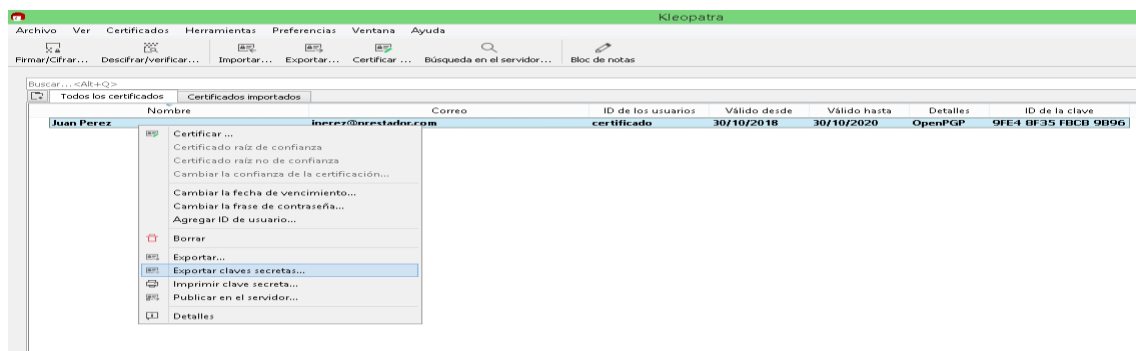 Kleopatra
Archivo Ver Certificados Herramientas Preferencias Ventana Ayuda
Firmar/Cifrar... Descifrar/verificar... Importar... Exportar... Certificar ... Búsqueda en el servidor... Bloc de notas
Buscar...<Alt+Q>
Todos los certificados Certificados importados
Nombre Correo ID de los usuarios Válido desde Válido hasta Detalles ID de la clave
Juan Perez jperez@prestador.com certificado 30/10/2018 30/10/2020 OpenPGP 9FE4 8F35 FBCB 9B96
Certificar ...
Certificado raíz de confianza
Certificado raíz no de confianza
Cambiar la confianza de la certificación...
Cambiar la fecha de vencimiento...
Cambiar la frase de contraseña...
Agregar ID de usuario...
Borrar
Exportar...
Exportar claves secretas...
Imprimir clave secreta...
Publicar en el servidor...
Detalles